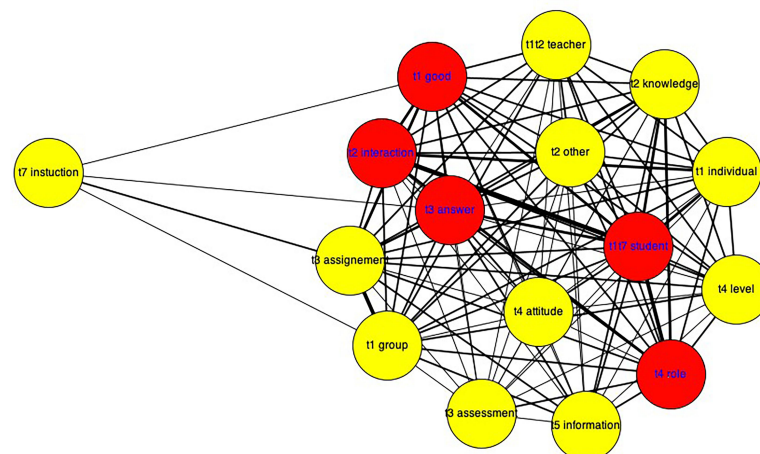 t1t2 teacher
t1 good
t2 knowledge
t2 interaction
t2 other
t7 instuction
t1 individual
t3 answer
t1t7 student
t3 assignement
t4 level
t4 attitude
t1 group
t4 role
t3 assessment
t5 information